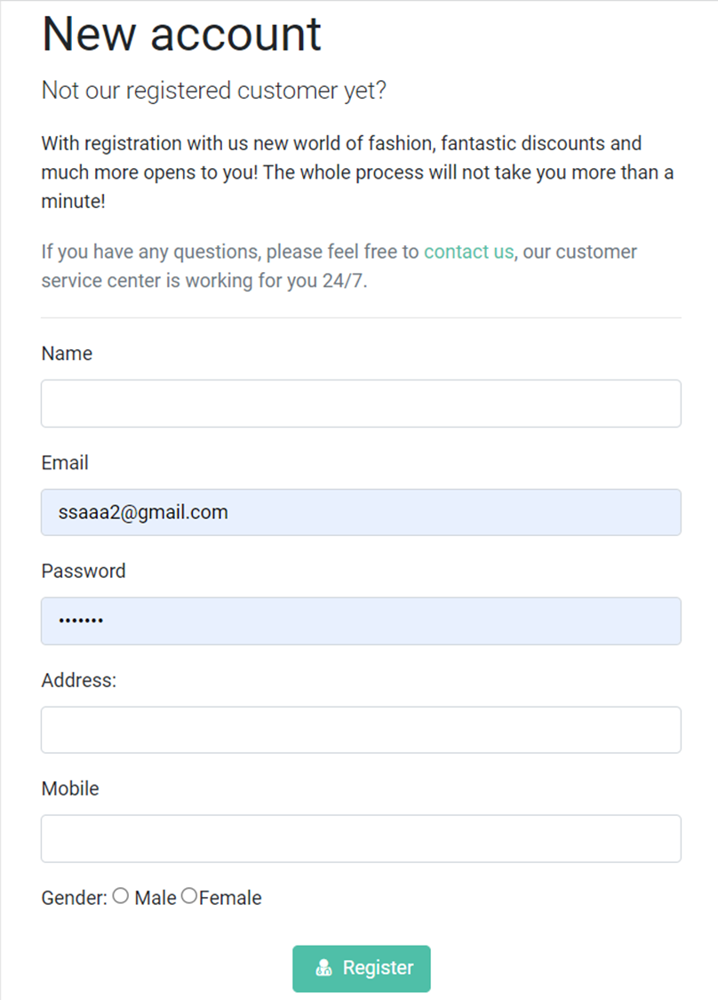 New account
Not our registered customer yet?
With registration with us new world of fashion, fantastic discounts and
much more opens to you! The whole process will not take you more than a
minute!
If you have any questions, please feel free to contact us, our customer
service center is working for you 24/7.
Name
Email
ssaaa2@gmail.com
Password
•••••••
Address:
Mobile
Gender: Male Female
Register